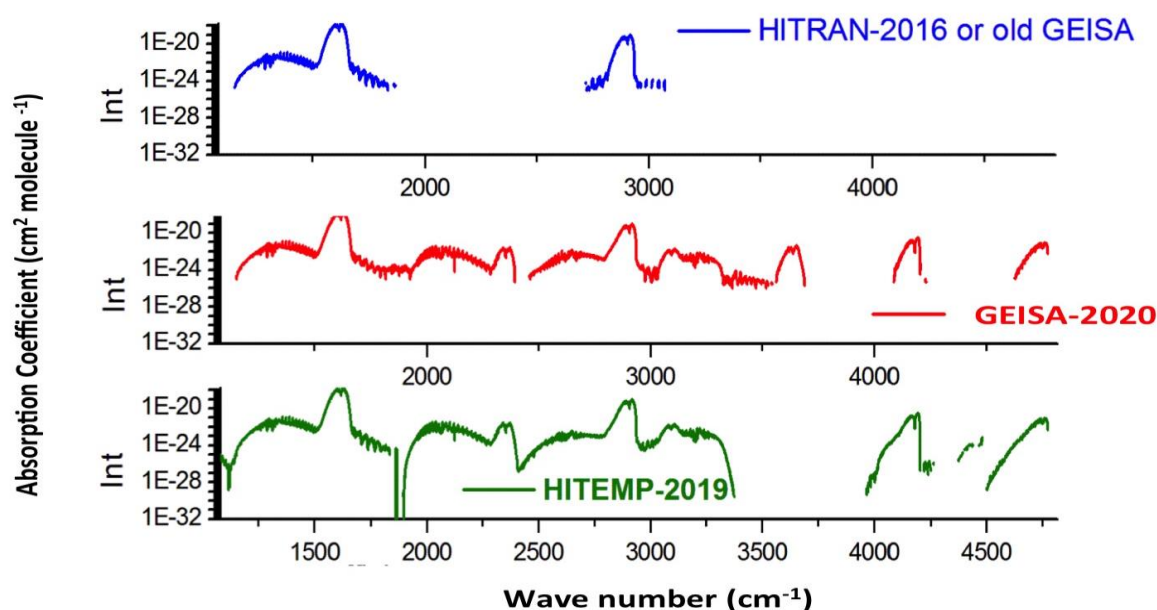 Absorption Coefficient (cm² molecule ⁻¹)
Int
1E-20
1E-24
1E-28
1E-32
HITRAN-2016 or old GEISA
2000
3000
4000
Int
1E-20
1E-24
1E-28
1E-32
GEISA-2020
2000
3000
4000
Int
1E-20
1E-24
1E-28
1E-32
HITEMP-2019
1500
2000
2500
3000
3500
4000
4500
Wave number (cm⁻¹)